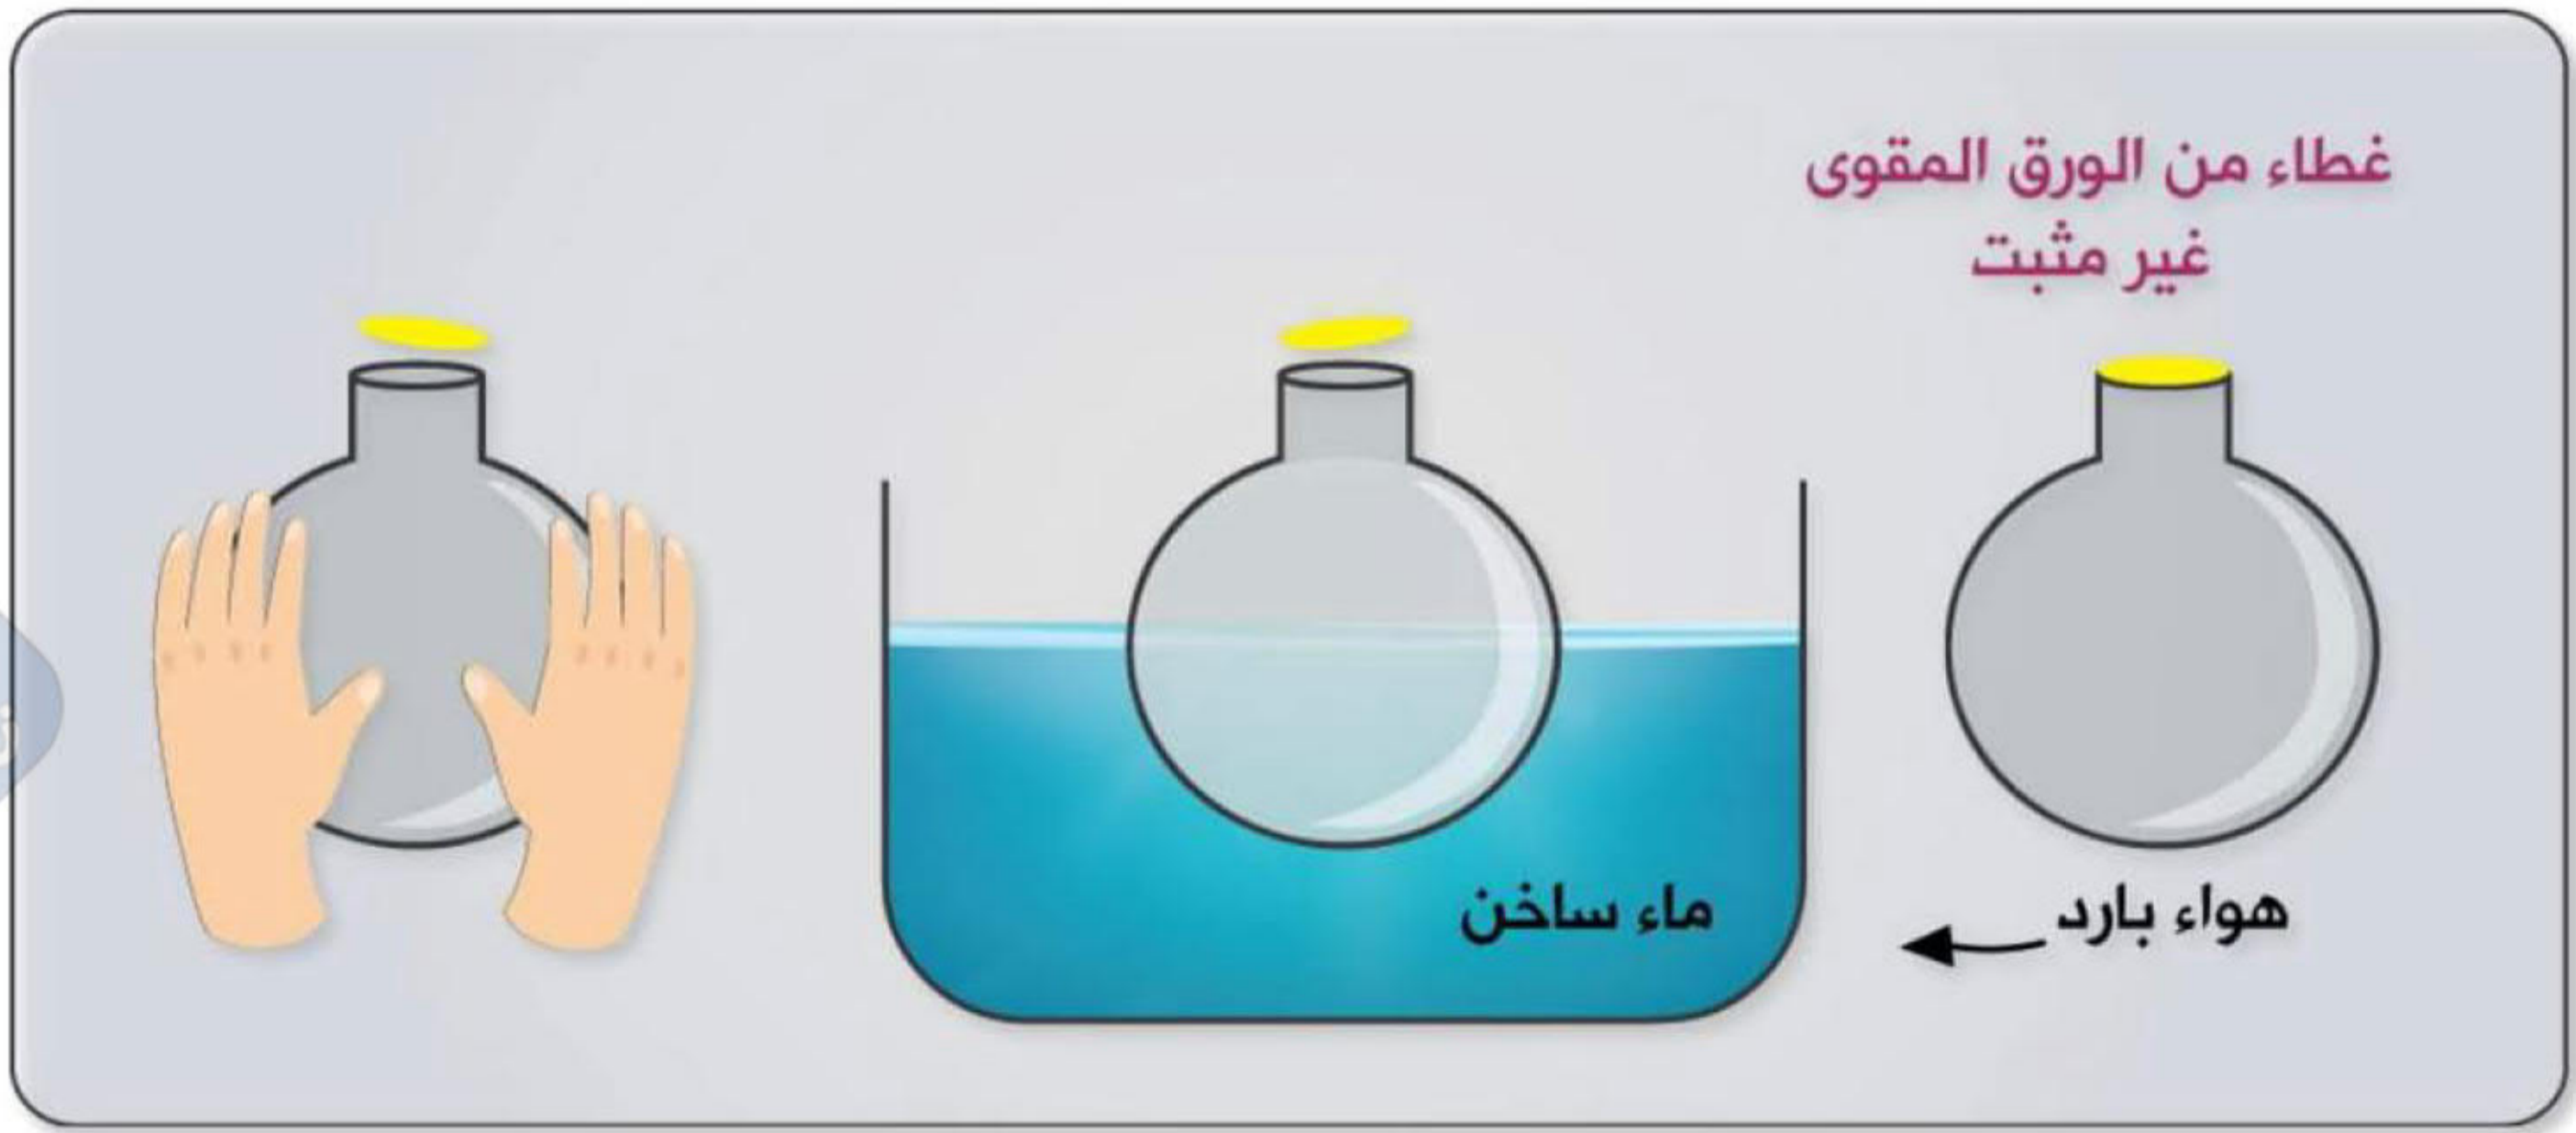 غطاء من الورق المقوى
غير مثبت
هواء بارد
ماء ساخن